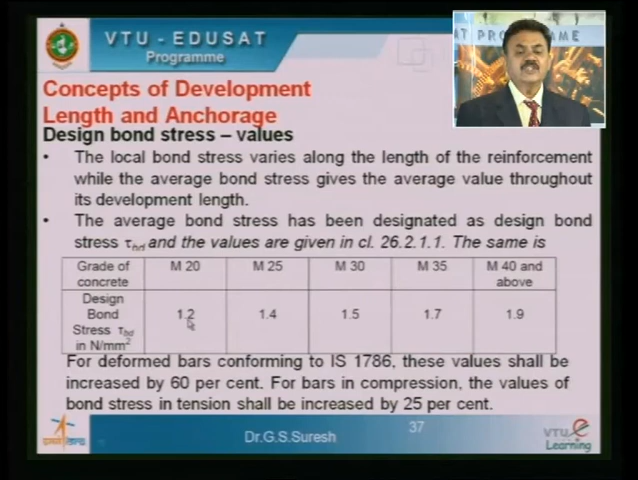 VTU - EDUSAT
Programme
AT PROGRAMME
Concepts of Development
Length and Anchorage
Design bond stress – values
• The local bond stress varies along the length of the reinforcement
while the average bond stress gives the average value throughout
its development length.
• The average bond stress has been designated as design bond
stress τbd and the values are given in cl. 26.2.1.1. The same is
Grade of concrete M 20 M 25 M 30 M 35 M 40 and above
Design Bond Stress τbd in N/mm² 1.2 1.4 1.5 1.7 1.9
For deformed bars conforming to IS 1786, these values shall be
increased by 60 per cent. For bars in compression, the values of
bond stress in tension shall be increased by 25 per cent.
Dr.G.S.Suresh
37
VTU e
Learning